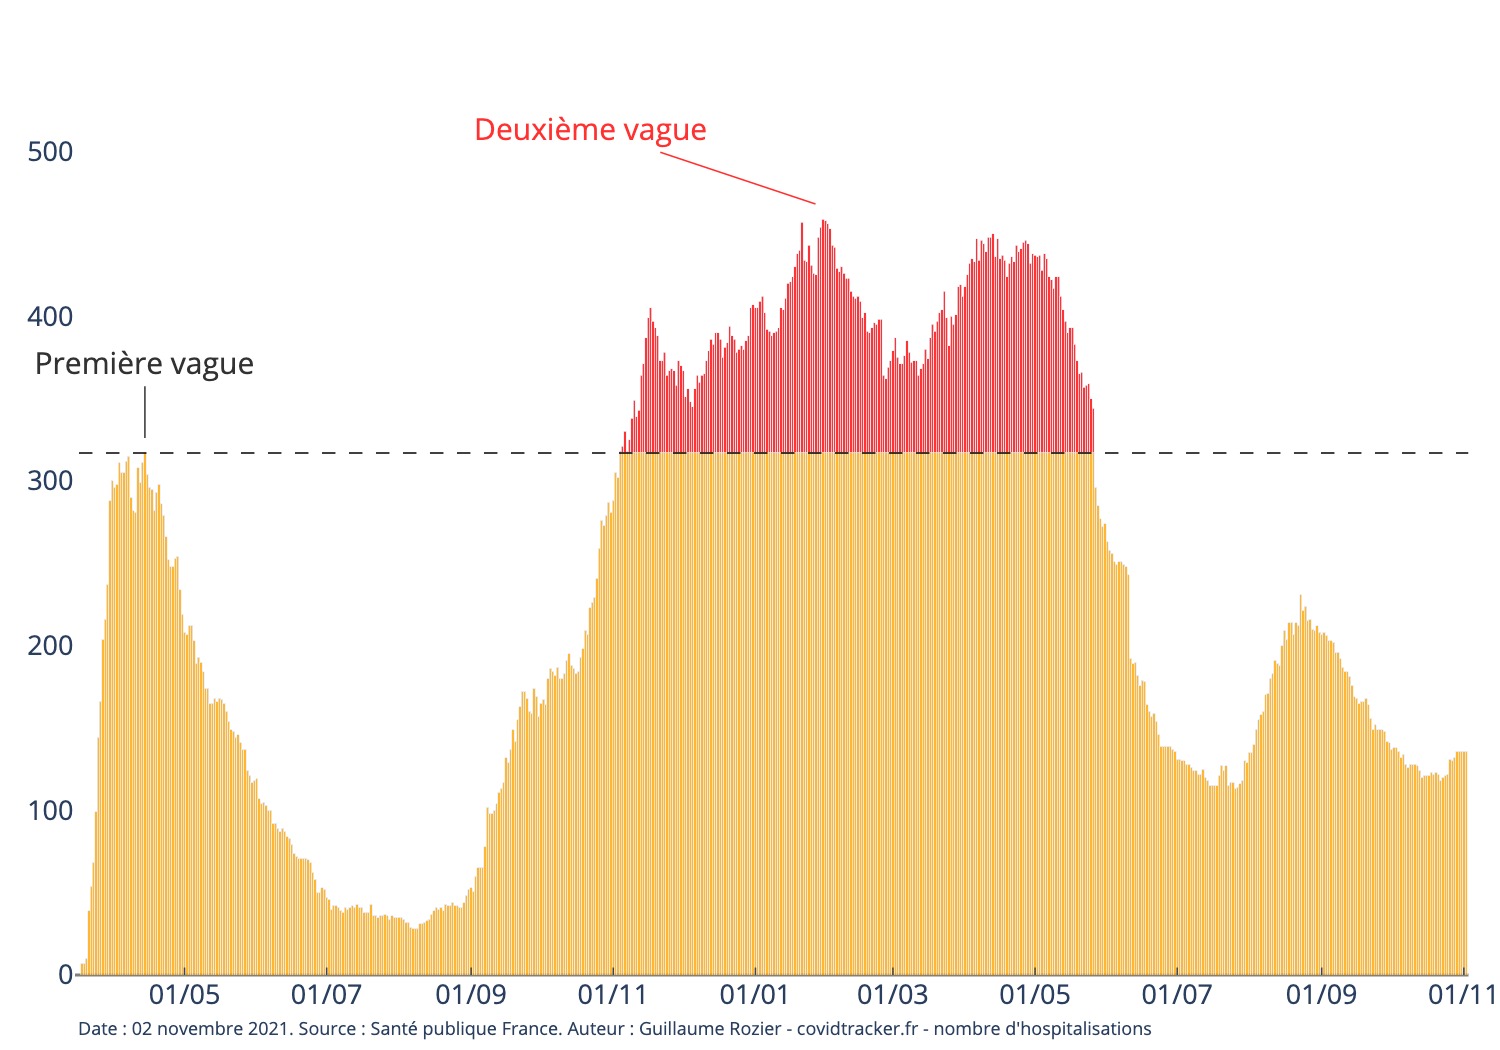 Deuxième vague
500
400
Première vague
300
200
100
0
01/05 01/07 01/09 01/11 01/01 01/03 01/05 01/07 01/09 01/11
Date : 02 novembre 2021. Source : Santé publique France. Auteur : Guillaume Rozier - covidtracker.fr - nombre d'hospitalisations